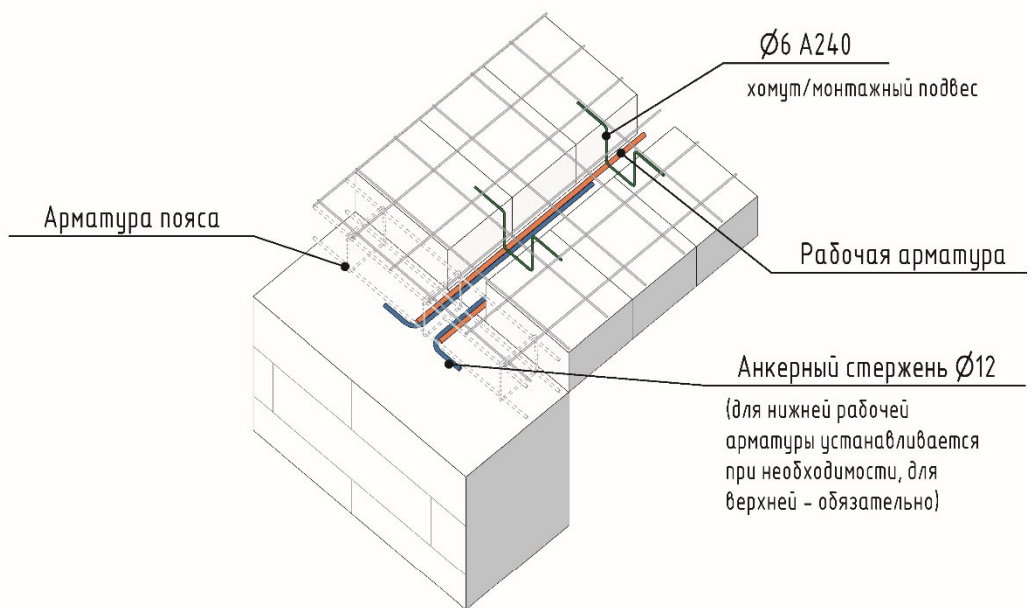 Ø6 А240
хомут/монтажный подвес
Арматура пояса
Рабочая арматура
Анкерный стержень Ø12
(для нижней рабочей
арматуры устанавливается
при необходимости, для
верхней – обязательно)